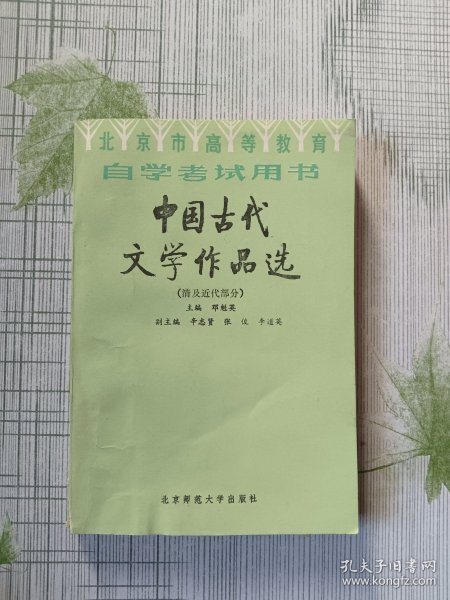 北京市高等教育
自学考试用书
中国古代
文学作品选
(清及近代部分)
主编 邓魁英
副主编 辛志贤 张俊 李道英
北京师范大学出版社
孔夫子旧书网
www.kongfz.com